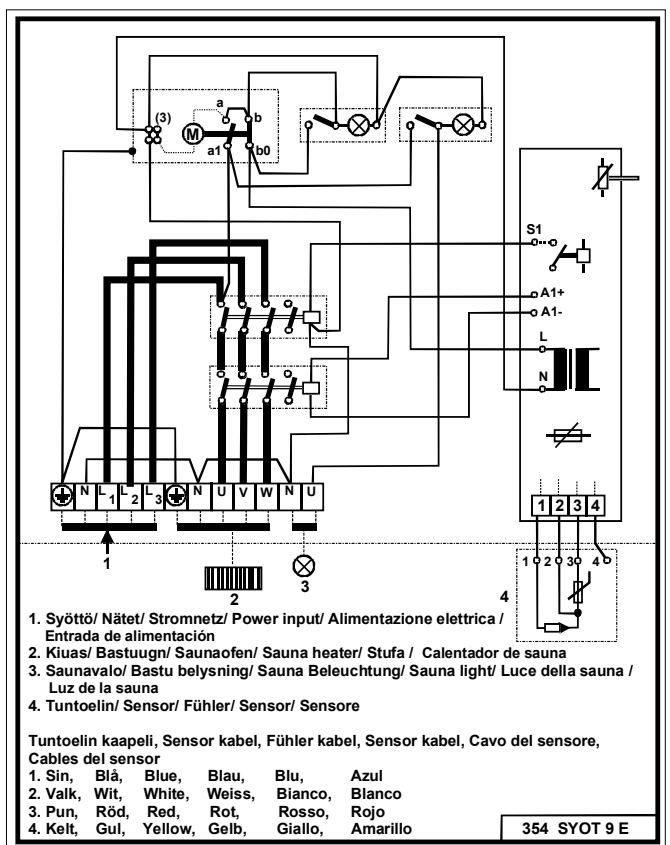 (3)
a
b
M
a1
b0
S1
A1+
A1-
L
N
N L1 L2 L3 N U V W N U
1 2 3 4
1 2 3 4
1
2
3
4
1. Syöttö/ Nätet/ Stromnetz/ Power input/ Alimentazione elettrica /
Entrada de alimentación
2. Kiuas/ Bastuugn/ Saunaofen/ Sauna heater/ Stufa / Calentador de sauna
3. Saunavalo/ Bastu belysning/ Sauna Beleuchtung/ Sauna light/ Luce della sauna /
Luz de la sauna
4. Tuntoelin/ Sensor/ Fühler/ Sensor/ Sensore
Tuntoelin kaapeli, Sensor kabel, Fühler kabel, Sensor kabel, Cavo del sensore,
Cables del sensor
1. Sin, Blå, Blue, Blau, Blu, Azul
2. Valk, Wit, White, Weiss, Bianco, Blanco
3. Pun, Röd, Red, Rot, Rosso, Rojo
4. Kelt, Gul, Yellow, Gelb, Giallo, Amarillo
354 SYOT 9 E